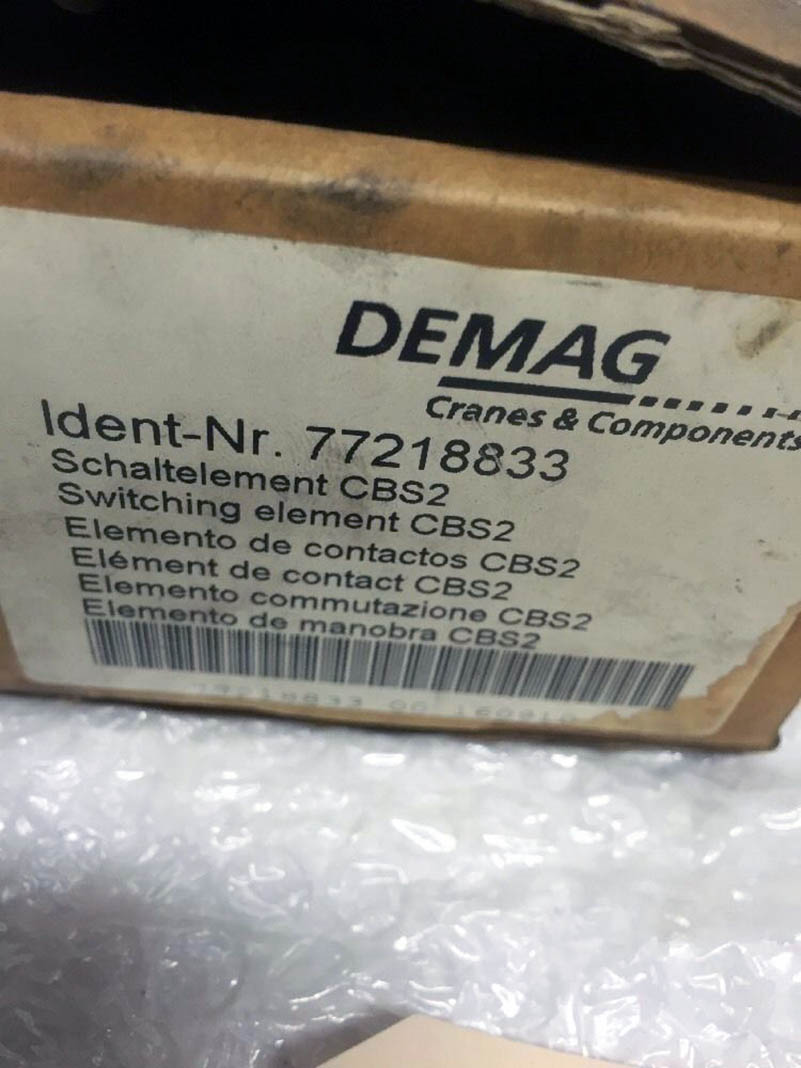 DEMAG
Cranes & Components
Ident-Nr. 77218833
Schaltelement CBS2
Switching element CBS2
Elemento de contactos CBS2
Elément de contact CBS2
Elemento commutazione CBS2
Elemento de manobra CBS2